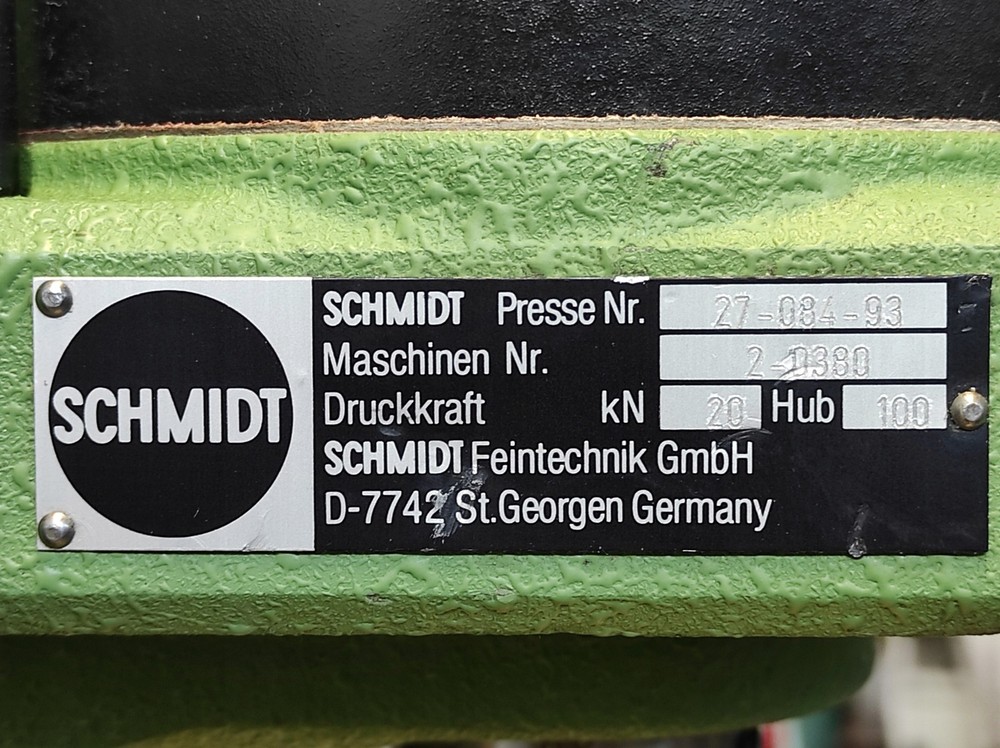 SCHMIDT
SCHMIDT Presse Nr. 27-084-93
Maschinen Nr. 2-0380
Druckkraft kN 20 Hub 100
SCHMIDT Feintechnik GmbH
D-7742 St.Georgen Germany